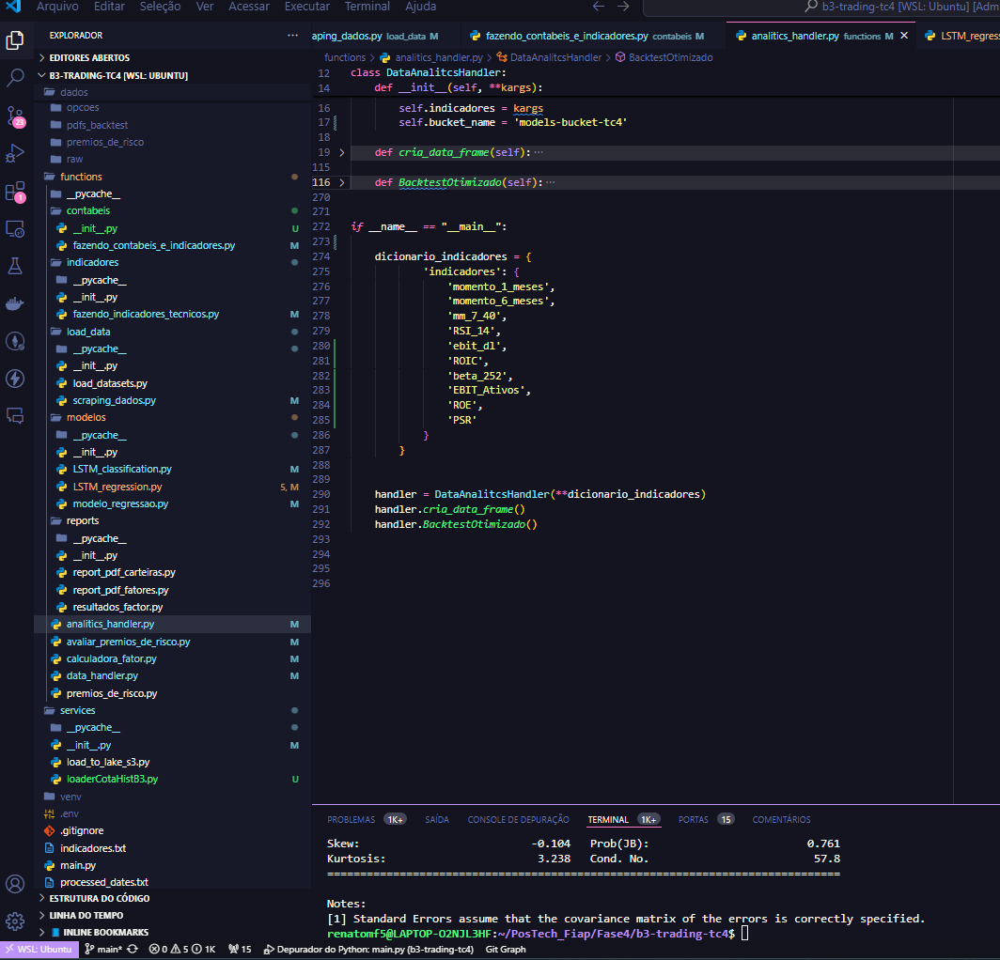 Arquivo Editar Seleção Ver Acessar Executar Terminal Ajuda
b3-trading-tc4 [WSL: Ubuntu] [Adm
EXPLORADOR
EDITORES ABERTOS
B3-TRADING-TC4 [WSL: UBUNTU]
dados
opcoes
pdfs_backtest
premios_de_risco
raw
functions
__pycache__
contabeis
__init__.py U
fazendo_contabeis_e_indicadores.py M
indicadores
__pycache__
__init__.py
fazendo_indicadores_tecnicos.py M
load_data
__pycache__
__init__.py
load_datasets.py
scraping_dados.py M
modelos
__pycache__
__init__.py
LSTM_classification.py M
LSTM_regression.py 5, M
modelo_regressao.py M
reports
__pycache__
__init__.py
report_pdf_carteiras.py
report_pdf_fatores.py
resultados_factor.py
analitics_handler.py M
avaliar_premios_de_risco.py M
calculadora_fator.py M
data_handler.py M
premios_de_risco.py
services
__pycache__
__init__.py M
load_to_lake_s3.py
loaderCotaHistB3.py U
venv
.env
.gitignore
indicadores.txt
main.py
processed_dates.txt
ESTRUTURA DO CÓDIGO
LINHA DO TEMPO
INLINE BOOKMARKS
23
1
aping_dados.py load_data M
fazendo_contabeis_e_indicadores.py contabeis M
analitics_handler.py functions M
LSTM_regress
functions > analitics_handler.py > DataAnalitcsHandler > BacktestOtimizado
12 class DataAnalitcsHandler:
14 def __init__(self, **kargs):
16 self.indicadores = kargs
17 self.bucket_name = 'models-bucket-tc4'
18
19 def cria_data_frame(self): ···
115
116 def BacktestOtimizado(self): ···
270
271
272 if __name__ == "__main__":
273
274 dicionario_indicadores = {
275 'indicadores': {
276 'momento_1_meses',
277 'momento_6_meses',
278 'mm_7_40',
279 'RSI_14',
280 'ebit_dl',
281 'ROIC',
282 'beta_252',
283 'EBIT_Ativos',
284 'ROE',
285 'PSR'
286 }
287 }
288
289
290 handler = DataAnalitcsHandler(**dicionario_indicadores)
291 handler.cria_data_frame()
292 handler.BacktestOtimizado()
293
294
295
296
PROBLEMAS 1K+ SAÍDA CONSOLE DE DEPURAÇÃO TERMINAL 1K+ PORTAS 15 COMENTÁRIOS
Skew: -0.104 Prob(JB): 0.761
Kurtosis: 3.238 Cond. No. 57.8
==============================================================================
Notes:
[1] Standard Errors assume that the covariance matrix of the errors is correctly specified.
renatomf5@LAPTOP-O2NJL3HF:~/PosTech_Fiap/Fase4/b3-trading-tc4$
WSL: Ubuntu main* 0 5 1K 15 Depurador do Python: main.py (b3-trading-tc4) Git Graph